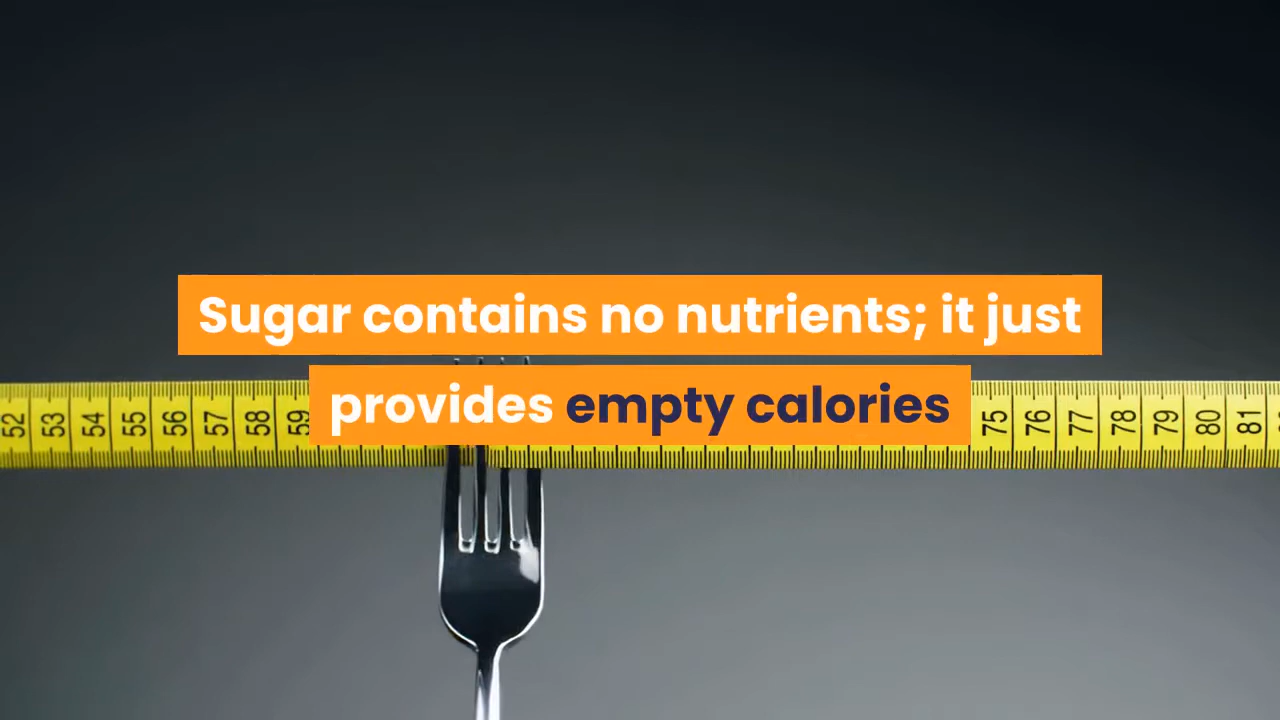 Sugar contains no nutrients; it just
provides empty calories
52 53 54 55 56 57 58 59 75 76 77 78 79 80 81